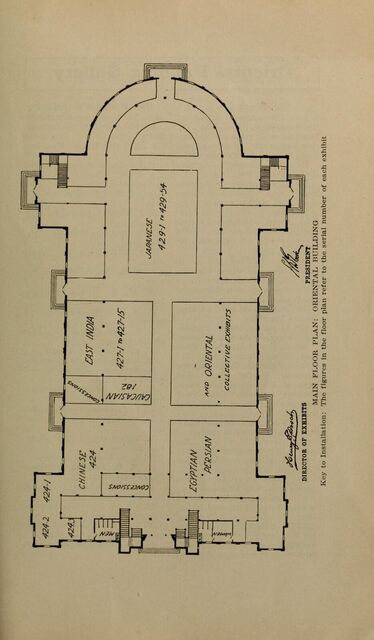 JAPANESE
429-1 to 429-54
EAST INDIA
427-1 to 427-15
CONCESSIONS
CAUCASIAN
182
AND ORIENTAL
COLLECTIVE EXHIBITS
CHINESE
424
CONCESSIONS
EGYPTIAN
PERSIAN
424-1
424-2
424-3
MEN
WOMEN
PRESIDENT
DIRECTOR OF EXHIBITS
MAIN FLOOR PLAN: ORIENTAL BUILDING
Key to Installation: The figures in the floor plan refer to the serial number of each exhibit